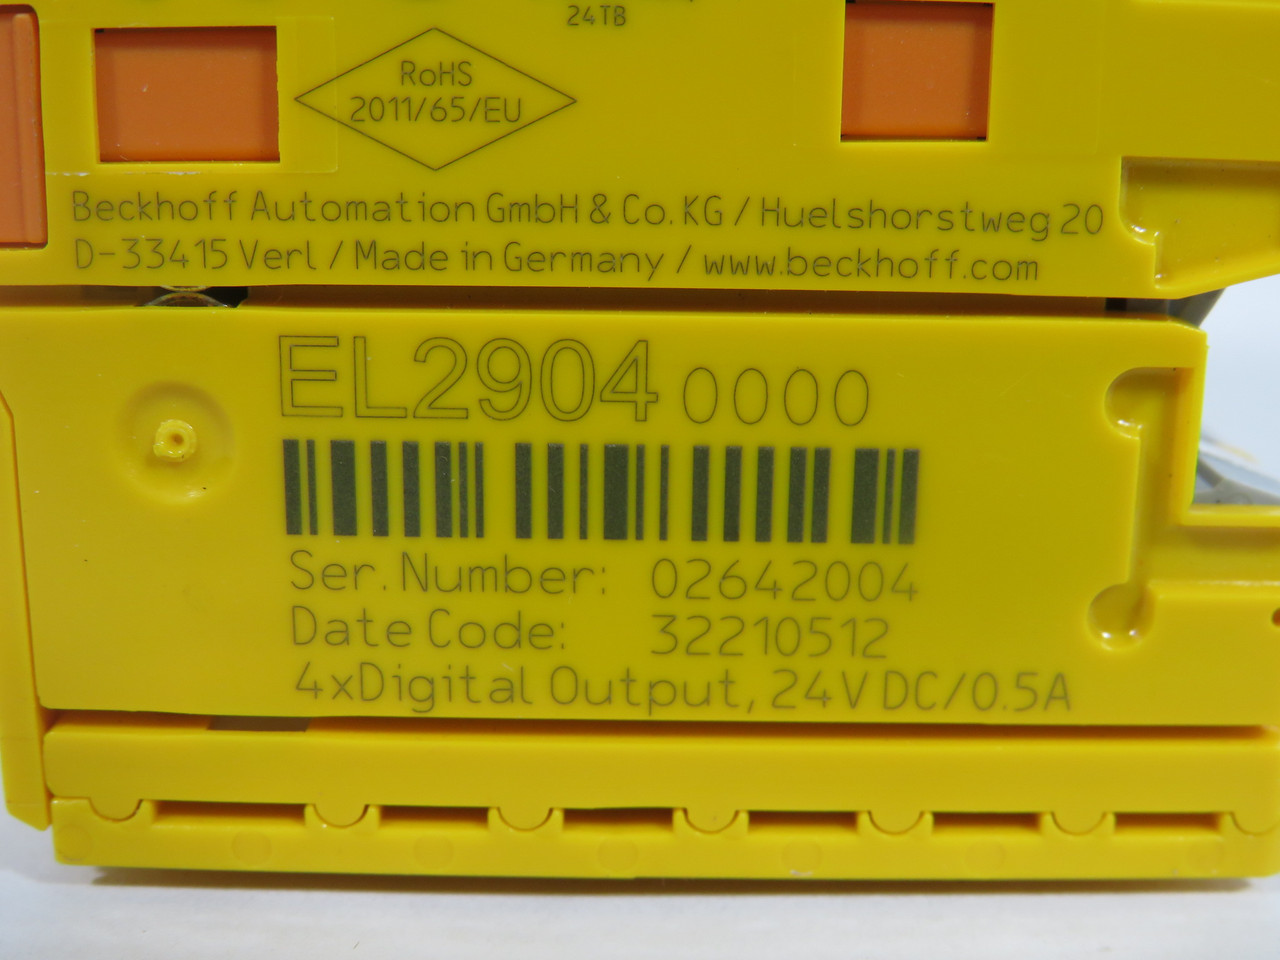 24TB
RoHS
2011/65/EU
Beckhoff Automation GmbH & Co. KG / Huelshorstweg 20
D-33415 Verl / Made in Germany / www.beckhoff.com
EL2904 0000
Ser. Number: 02642004
Date Code: 32210512
4xDigital Output, 24V DC/0.5A